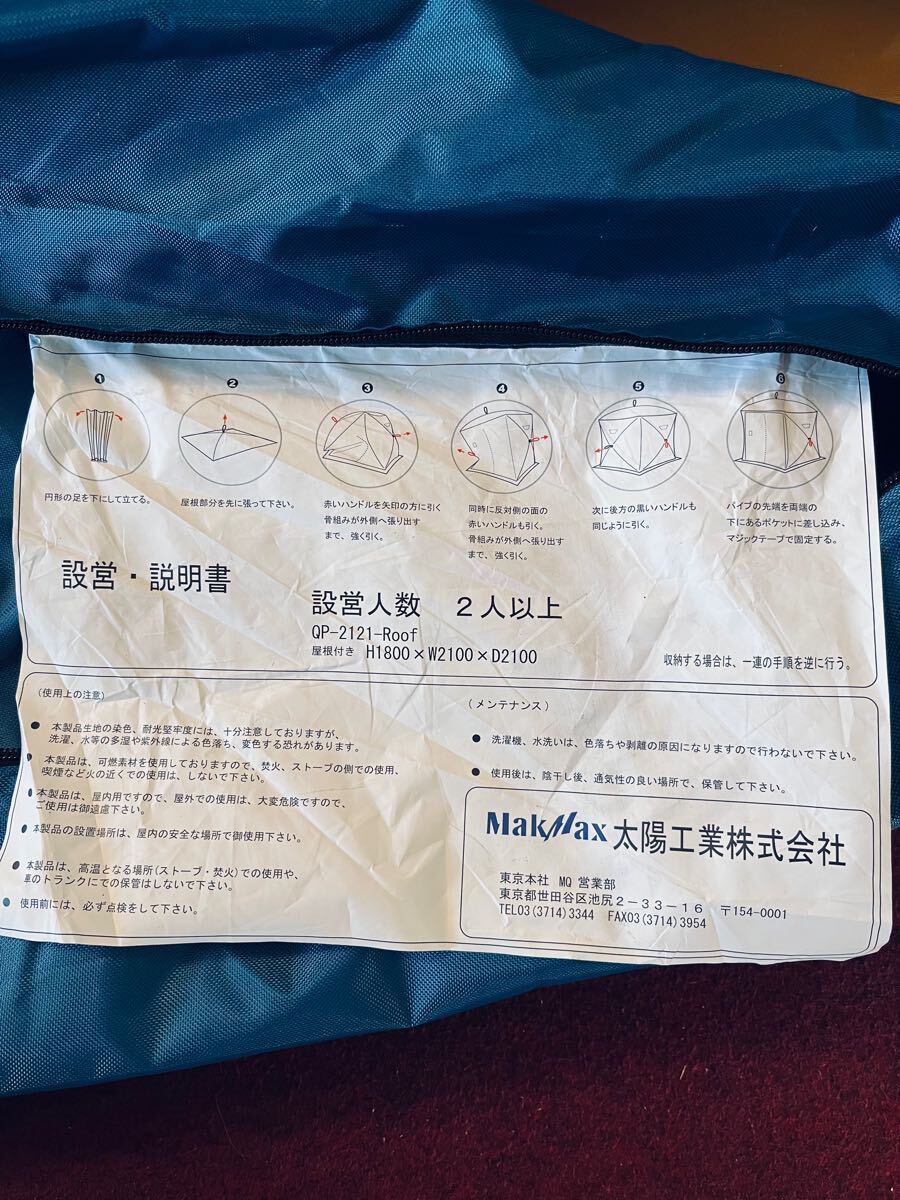 1
2
3
4
5
6
円形の足を下にして立てる。
屋根部分を先に張って下さい。
赤いハンドルを矢印の方に引く
骨組みが外側へ張り出す
まで、強く引く。
同時に反対側の面の
赤いハンドルも引く。
骨組みが外側へ張り出す
まで、強く引く。
次に後方の黒いハンドルも
同じように引く。
パイプの先端を両端の
下にあるポケットに差し込み、
マジックテープで固定する。
設営・説明書
設営人数 2人以上
QP-2121-Roof
屋根付き H1800×W2100×D2100
収納する場合は、一連の手順を逆に行う。
(使用上の注意)
● 本製品生地の染色、耐光堅牢度には、十分注意しておりますが、
洗濯、水等の多湿や紫外線による色落ち、変色する恐れがあります。
● 本製品は、可燃素材を使用しておりますので、焚火、ストーブの側での使用、
喫煙など火の近くでの使用は、しないで下さい。
● 本製品は、屋内用ですので、屋外での使用は、大変危険ですので、
ご使用は御遠慮下さい。
● 本製品の設置場所は、屋内の安全な場所で御使用下さい。
● 本製品は、高温となる場所(ストーブ・焚火)での使用や、
車のトランクにでの保管はしないで下さい。
● 使用前には、必ず点検をして下さい。
(メンテナンス)
● 洗濯機、水洗いは、色落ちや剥離の原因になりますので行わないで下さい。
● 使用後は、陰干し後、通気性の良い場所で、保管して下さい。
MakMax 太陽工業株式会社
東京本社 MQ 営業部
東京都世田谷区池尻2-33-16 〒154-0001
TEL03(3714)3344 FAX03(3714)3954